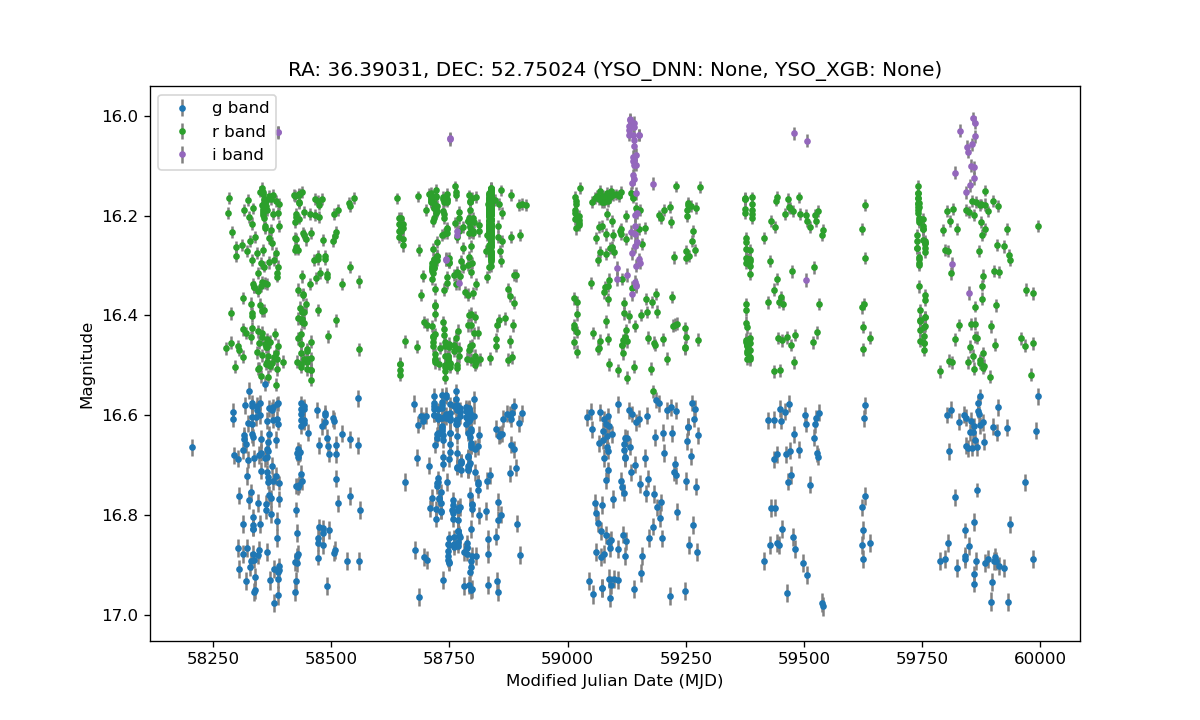 RA: 36.39031, DEC: 52.75024 (YSO_DNN: None, YSO_XGB: None)
g band
r band
i band
16.0
16.2
16.4
16.6
16.8
17.0
Magnitude
58250 58500 58750 59000 59250 59500 59750 60000
Modified Julian Date (MJD)